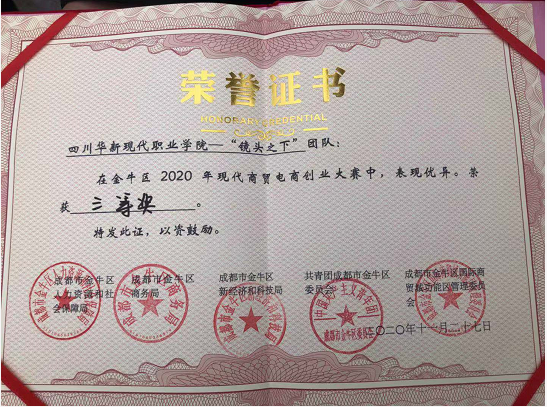 荣誉证书
HONORARY CREDENTIAL
四川华新现代职业学院—“镜头之下”团队：
在金牛区 2020 年现代商贸电商创业大赛中，表现优异。荣
获 三等奖 。
特发此证，以资鼓励。
成都市金牛区
人力资源和社
会保障局
成都市金牛区
商务局
成都市金牛区
新经济和科技局
共青团成都市金牛区
委员会
成都市金牛区国际商
贸城功能区管理委员
会
二〇二〇年十一月二十七日